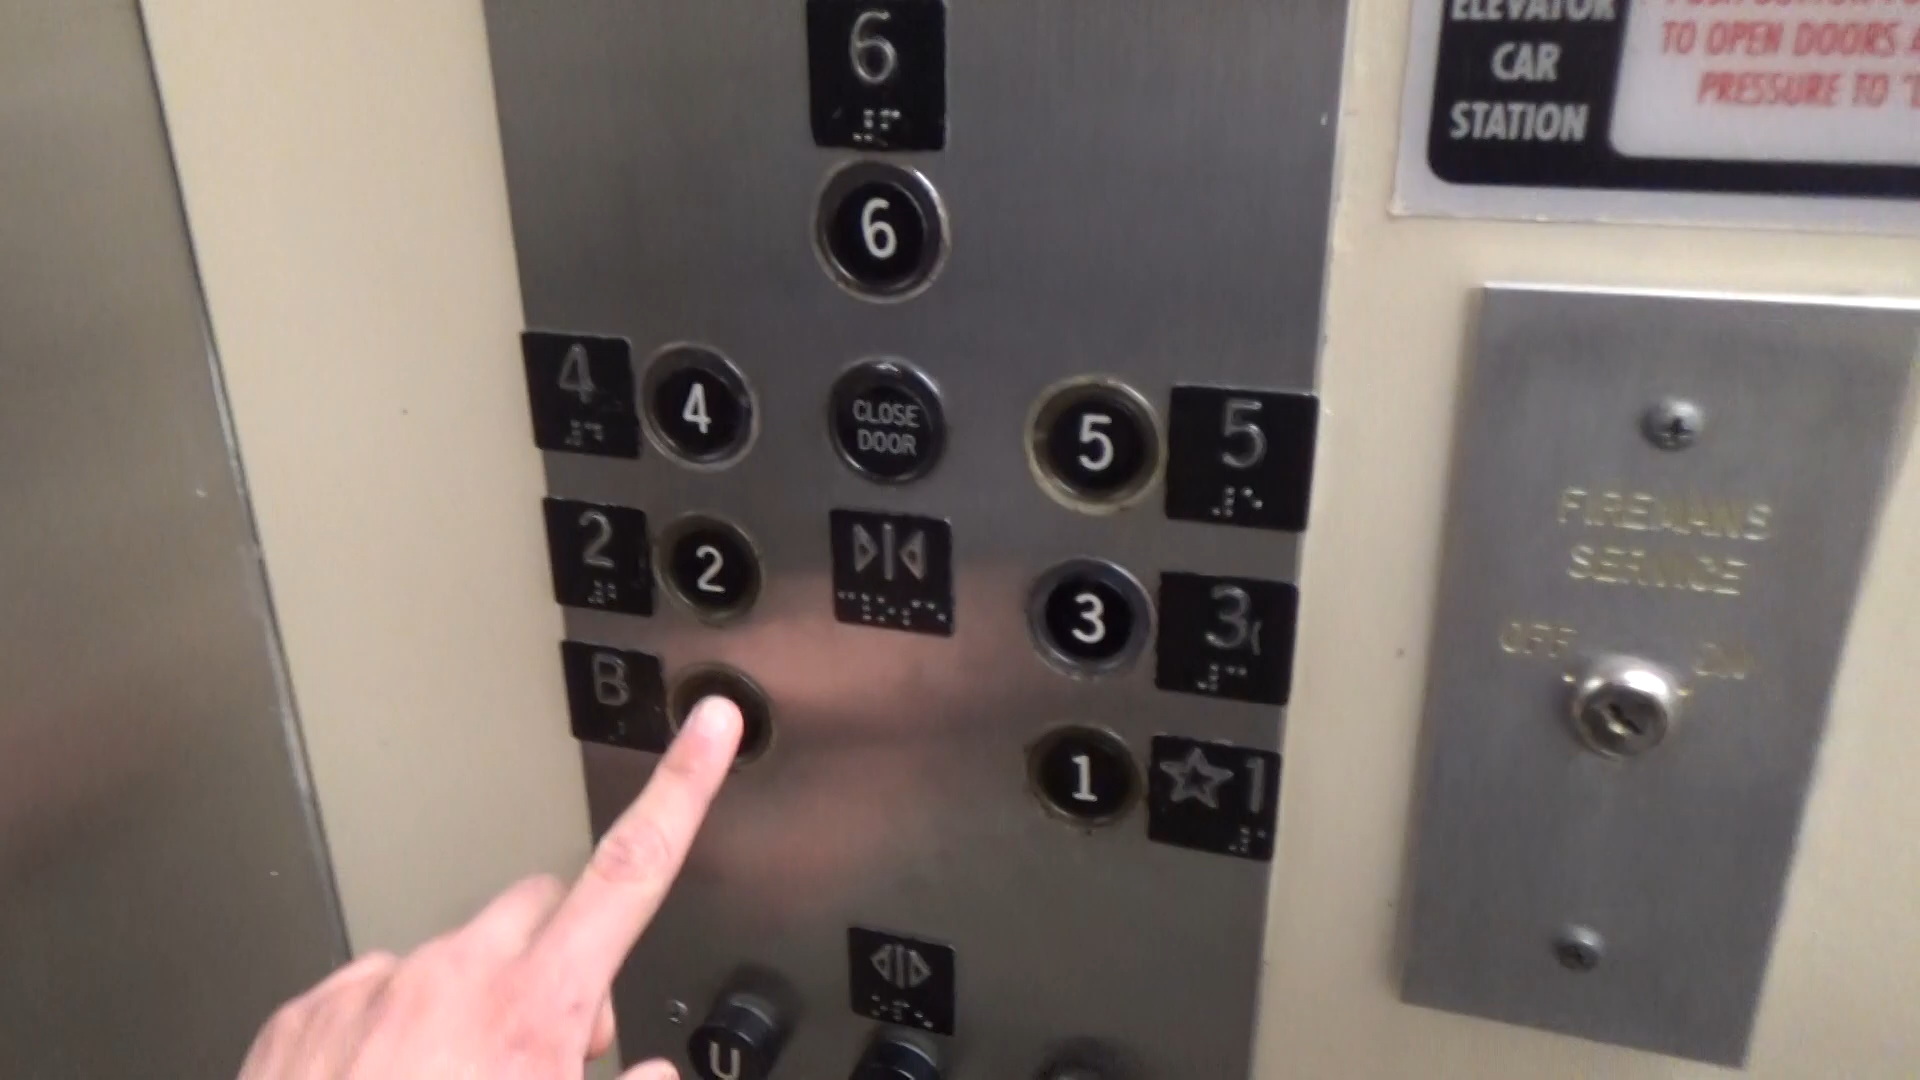 6
6
4
4
CLOSE
DOOR
5
5
2
2
3
3
B
1
☆1
U
ELEVATOR
CAR
STATION
TO OPEN DOORS
PRESSURE TO
FIREMANS
SERVICE
OFF ON